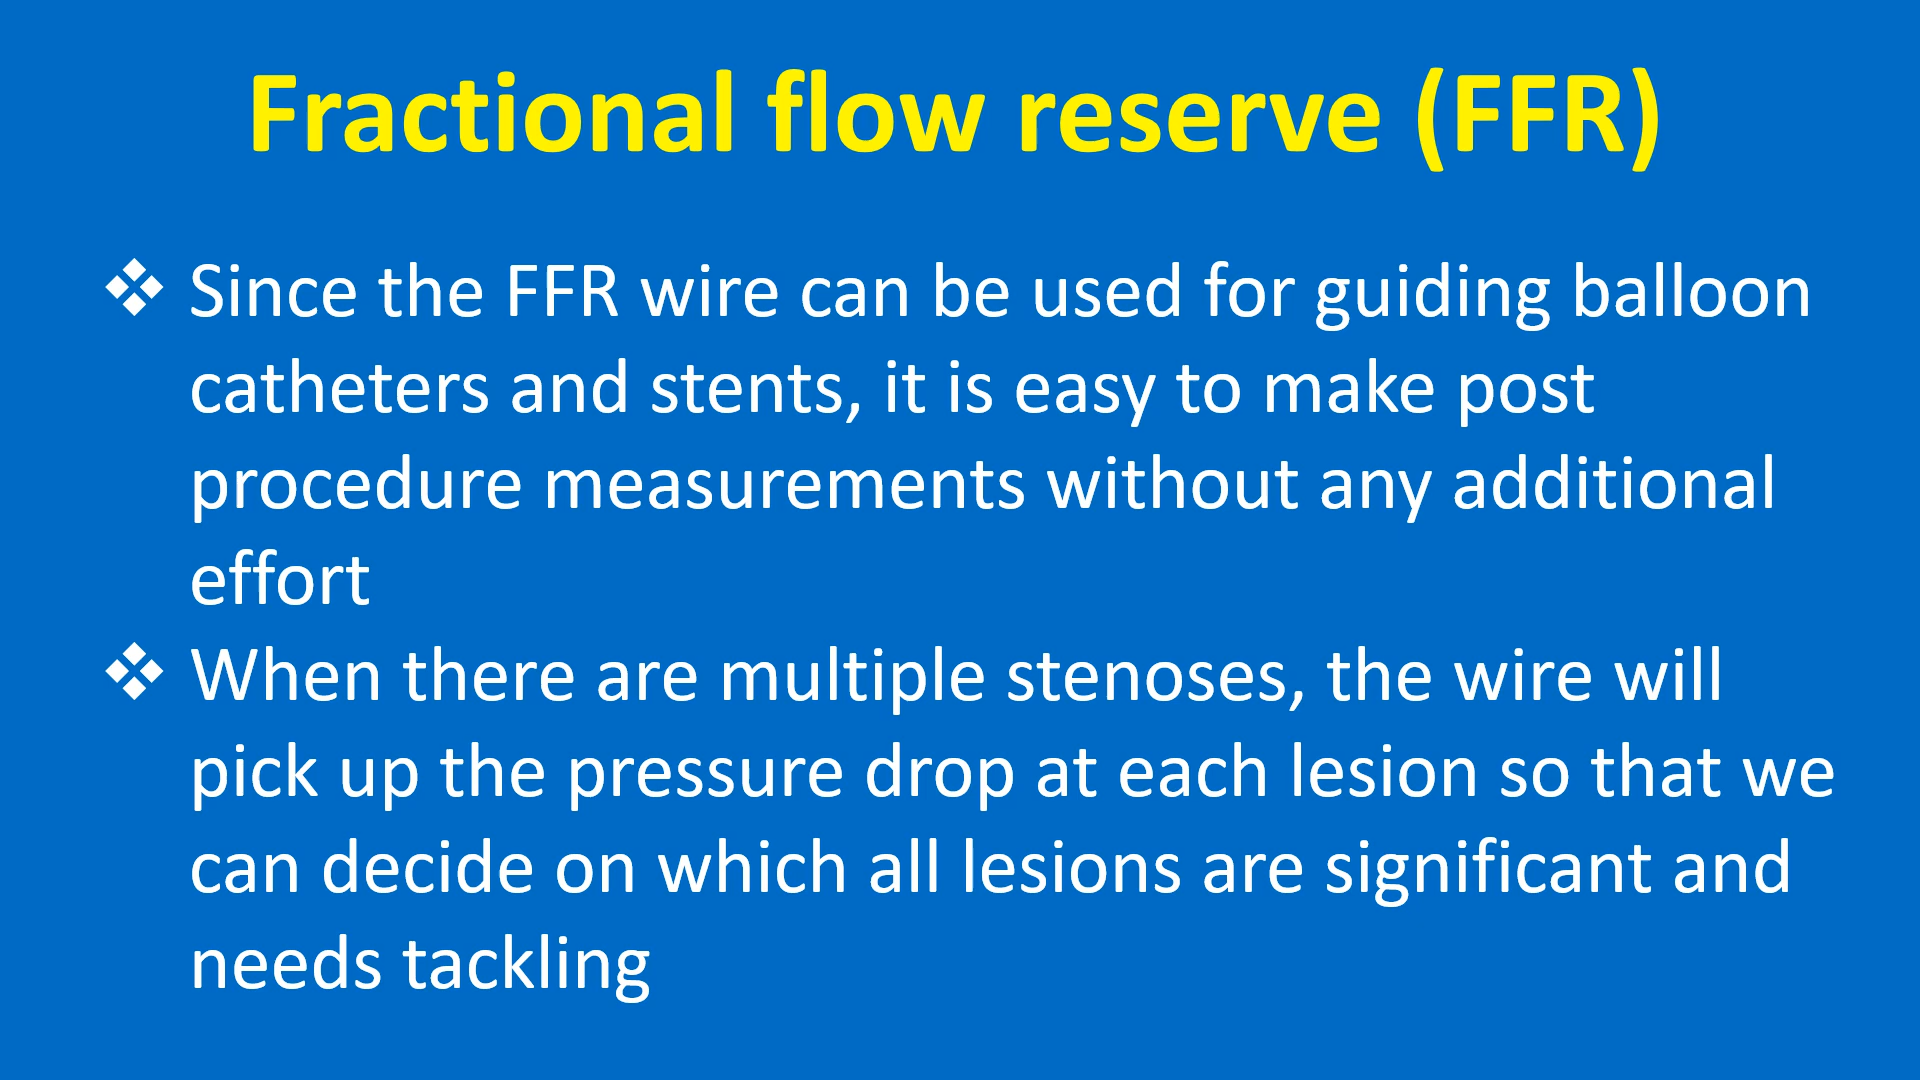 Fractional flow reserve (FFR)
❖ Since the FFR wire can be used for guiding balloon
catheters and stents, it is easy to make post
procedure measurements without any additional
effort
❖ When there are multiple stenoses, the wire will
pick up the pressure drop at each lesion so that we
can decide on which all lesions are significant and
needs tackling